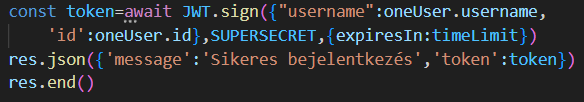 const token=await JWT.sign({"username":oneUser.username,
'id':oneUser.id},SUPERSECRET,{expiresIn:timeLimit})
res.json({'message':'Sikeres bejelentkezés','token':token})
res.end()